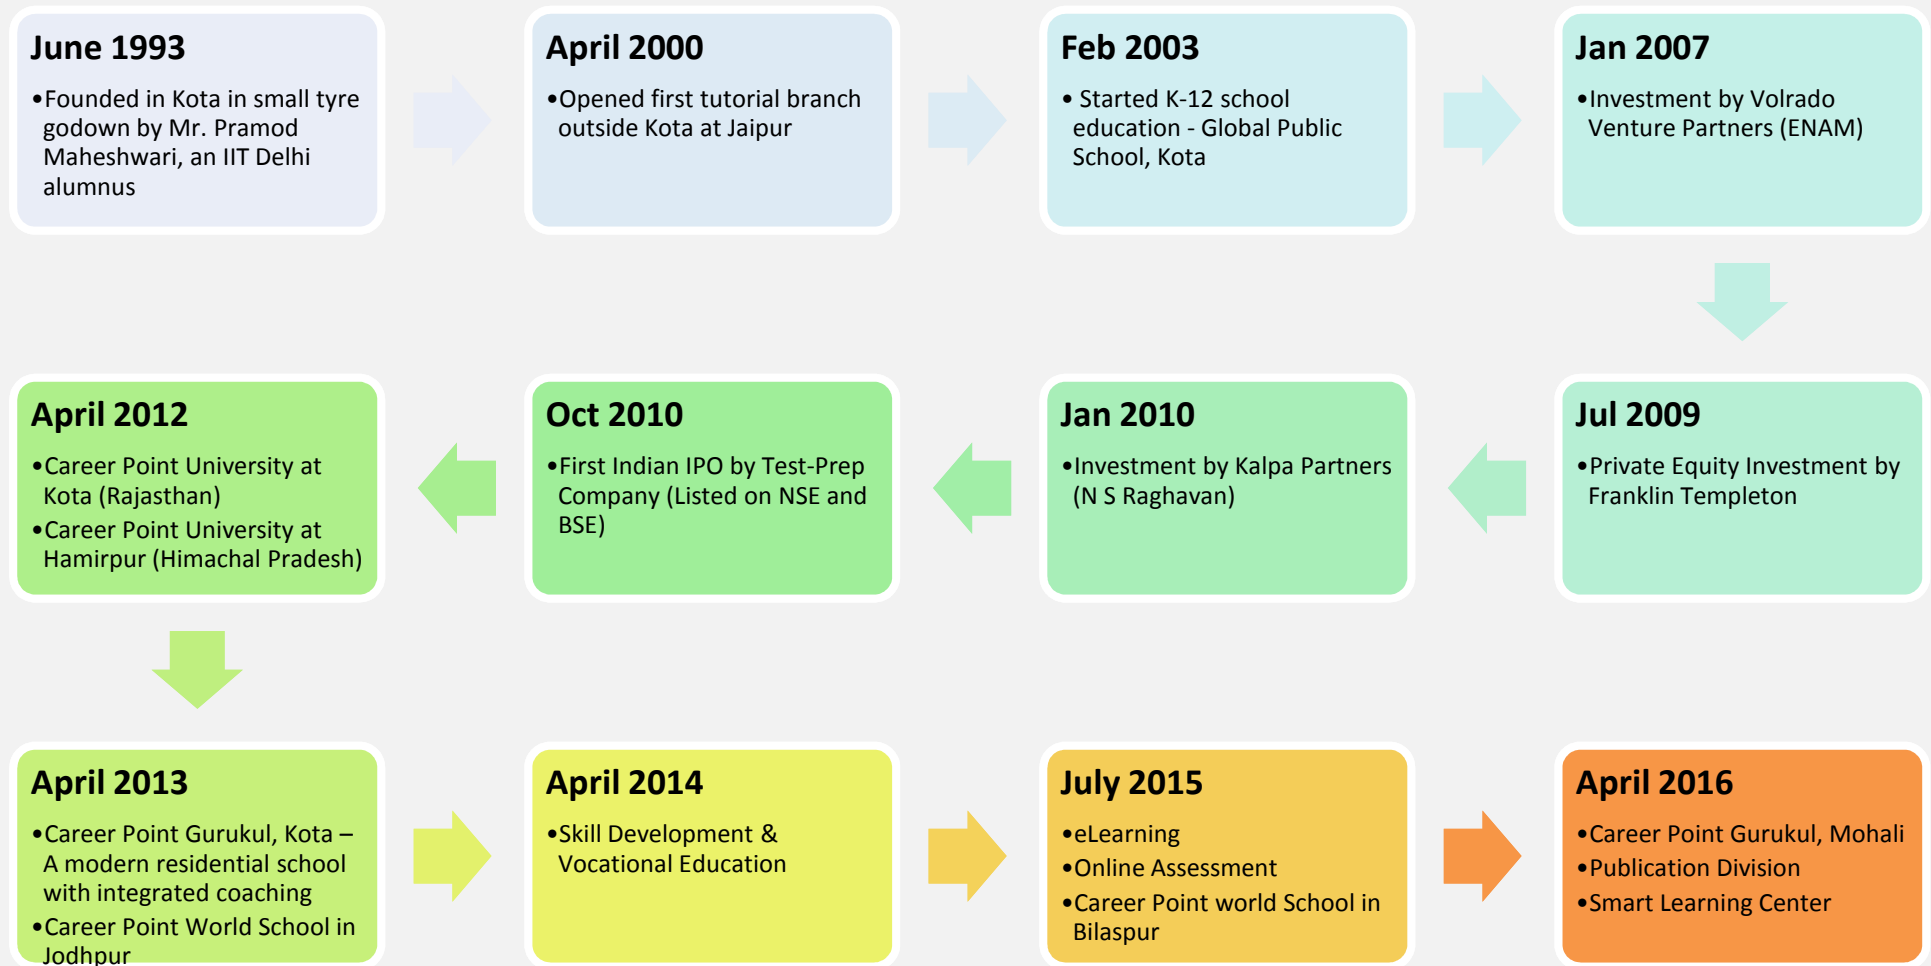 June 1993
•Founded in Kota in small tyre
godown by Mr. Pramod
Maheshwari, an IIT Delhi
alumnus
April 2000
•Opened first tutorial branch
outside Kota at Jaipur
Feb 2003
• Started K-12 school
education - Global Public
School, Kota
Jan 2007
•Investment by Volrado
Venture Partners (ENAM)
Jul 2009
•Private Equity Investment by
Franklin Templeton
Jan 2010
•Investment by Kalpa Partners
(N S Raghavan)
Oct 2010
•First Indian IPO by Test-Prep
Company (Listed on NSE and
BSE)
April 2012
•Career Point University at
Kota (Rajasthan)
•Career Point University at
Hamirpur (Himachal Pradesh)
April 2013
•Career Point Gurukul, Kota –
A modern residential school
with integrated coaching
•Career Point World School in
Jodhpur
April 2014
•Skill Development &
Vocational Education
July 2015
•eLearning
•Online Assessment
•Career Point world School in
Bilaspur
April 2016
•Career Point Gurukul, Mohali
•Publication Division
•Smart Learning Center